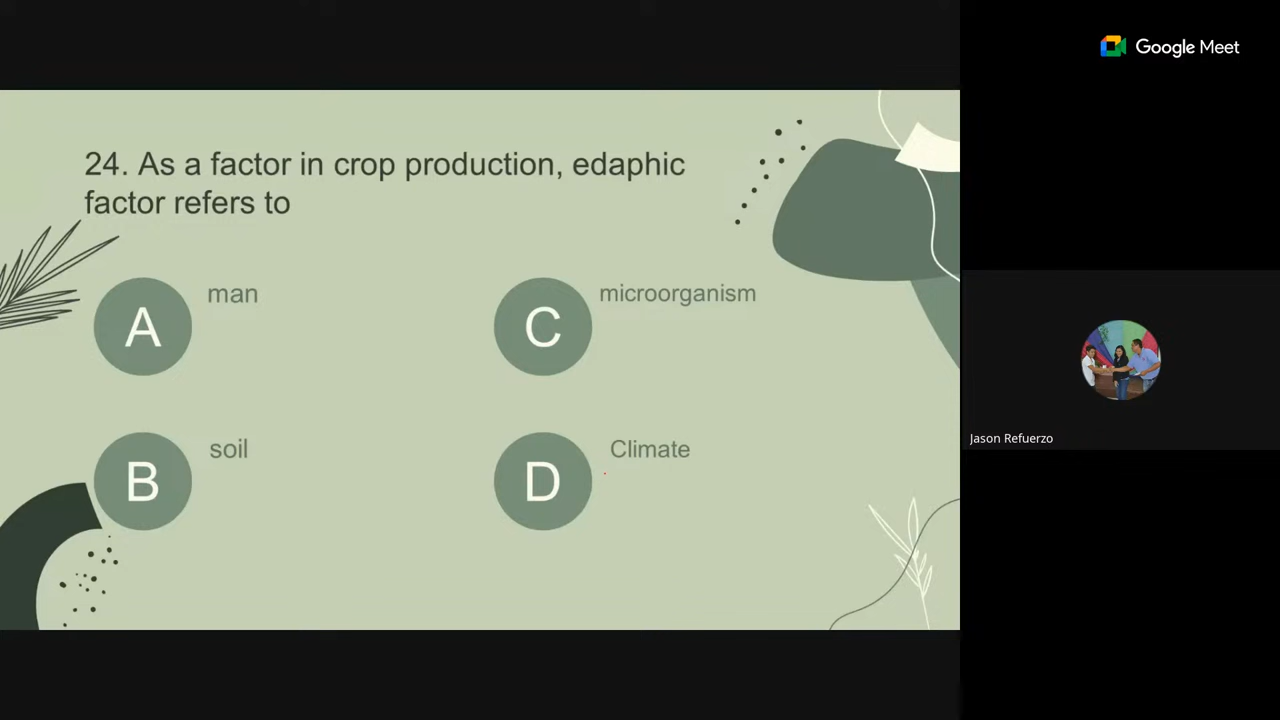 Google Meet
24. As a factor in crop production, edaphic
factor refers to
A man
C microorganism
B soil
D Climate
Jason Refuerzo